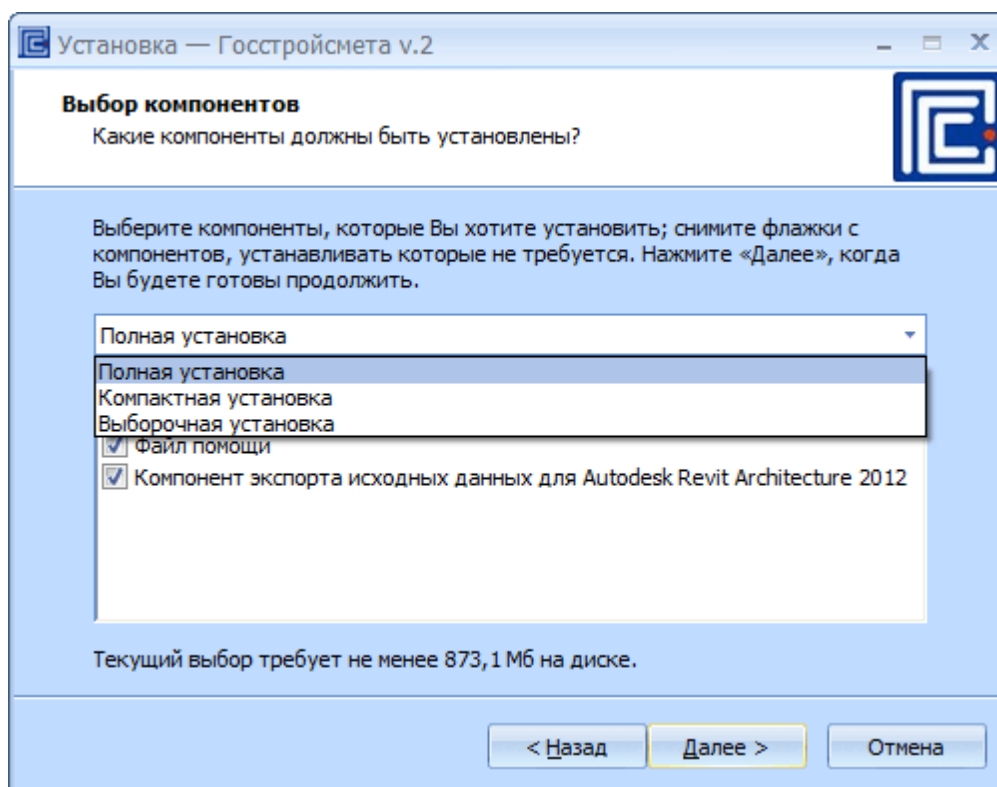 Установка — Госстройсмета v.2
Выбор компонентов
Какие компоненты должны быть установлены?
Выберите компоненты, которые Вы хотите установить; снимите флажки с
компонентов, устанавливать которые не требуется. Нажмите «Далее», когда
Вы будете готовы продолжить.
Полная установка
Полная установка
Компактная установка
Выборочная установка
Файл помощи
Компонент экспорта исходных данных для Autodesk Revit Architecture 2012
Текущий выбор требует не менее 873,1 Мб на диске.
< Назад
Далее >
Отмена